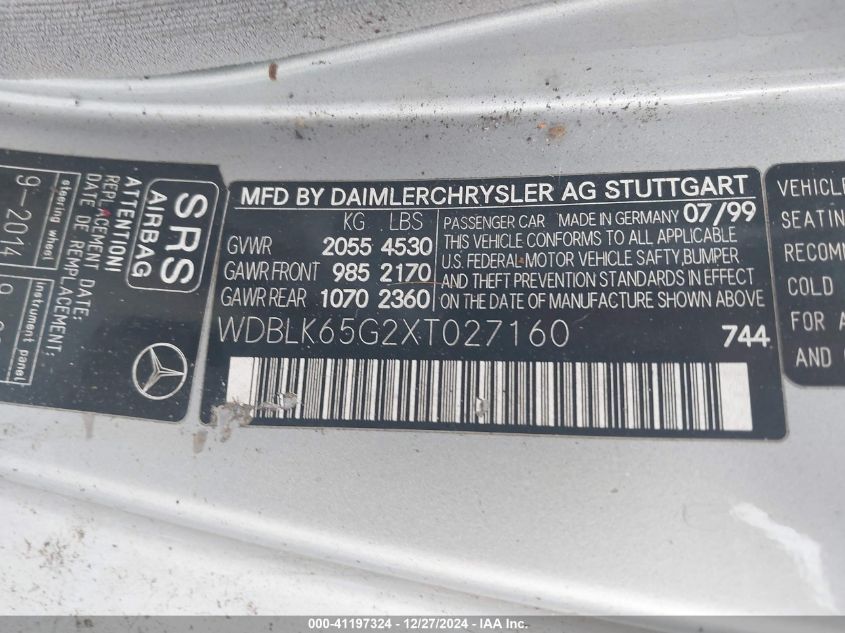 MFD BY DAIMLERCHRYSLER AG STUTTGART
KG LBS
GVWR 2055 4530
GAWR FRONT 985 2170
GAWR REAR 1070 2360
PASSENGER CAR MADE IN GERMANY 07/99
THIS VEHICLE CONFORMS TO ALL APPLICABLE
U.S. FEDERAL MOTOR VEHICLE SAFTY,BUMPER
AND THEFT PREVENTION STANDARDS IN EFFECT
ON DATE OF MANUFACTURE SHOWN ABOVE
WDBLK65G2XT027160 744
SRS
AIRBAG
ATTENTION!
REPLACEMENT DATE:
DATE DE REMPLACEMENT:
steering wheel
9-2014
instrument panel
VEHICLE
SEATIN
RECOMM
COLD
FOR A
AND C
000-41197324 | 12/27/2024 - IAA Inc.